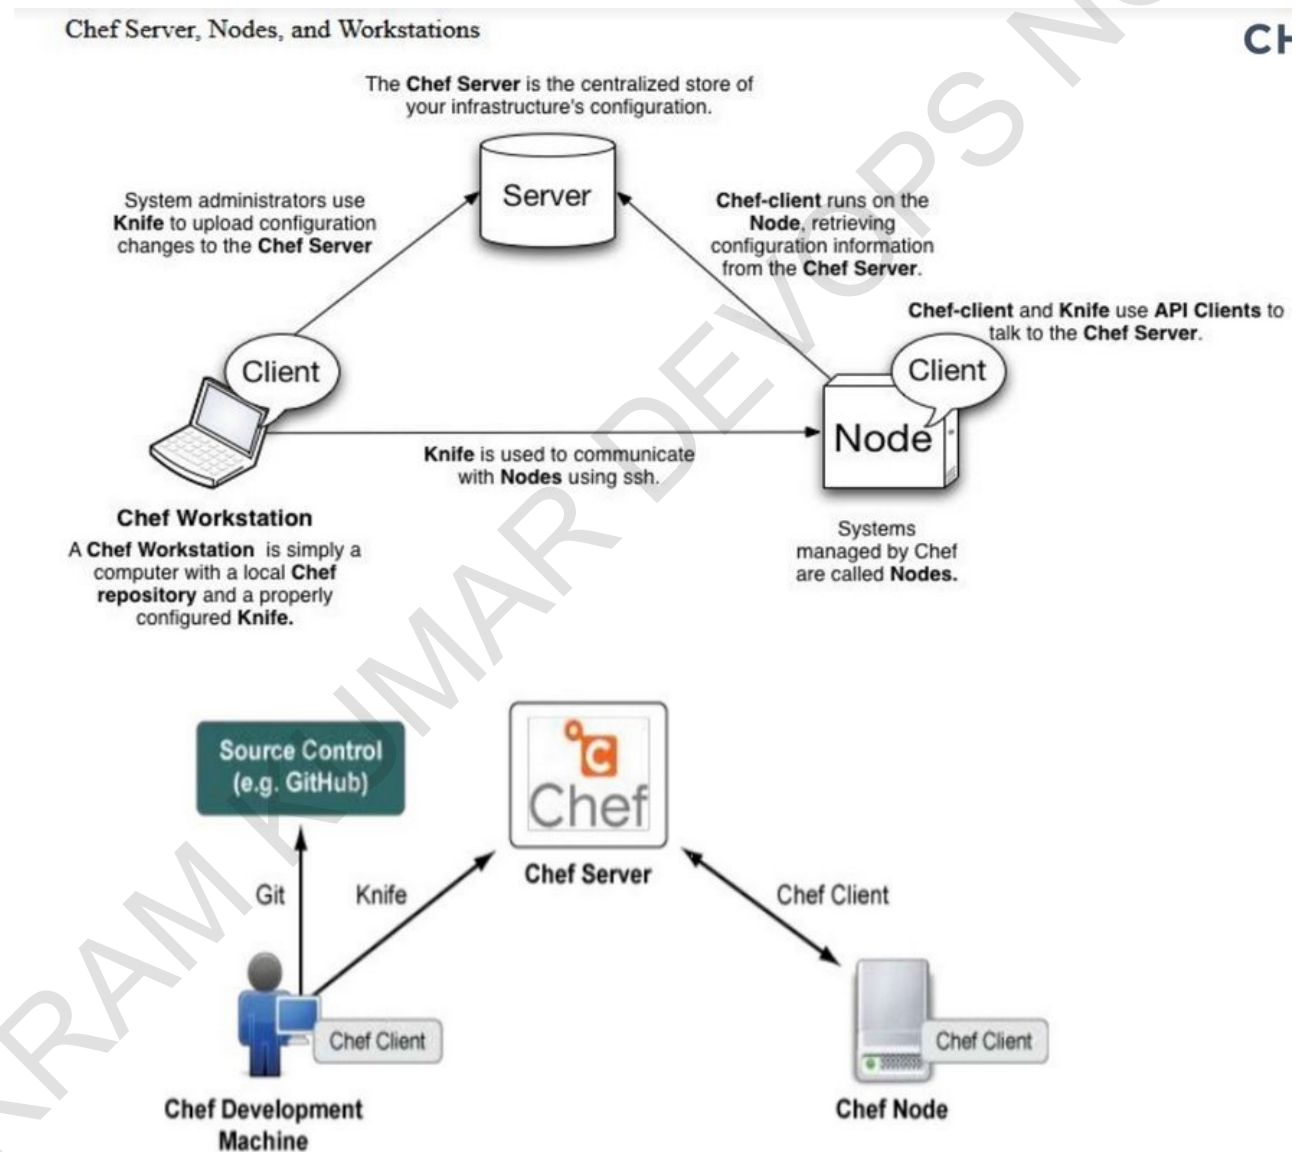 Chef Server, Nodes, and Workstations
CH
The Chef Server is the centralized store of
your infrastructure's configuration.
Server
System administrators use
Knife to upload configuration
changes to the Chef Server
Chef-client runs on the
Node, retrieving
configuration information
from the Chef Server.
Chef-client and Knife use API Clients to
talk to the Chef Server.
Client
Client
Node
Knife is used to communicate
with Nodes using ssh.
Chef Workstation
A Chef Workstation is simply a
computer with a local Chef
repository and a properly
configured Knife.
Systems
managed by Chef
are called Nodes.
Source Control
(e.g. GitHub)
C
Chef
Chef Server
Git
Knife
Chef Client
Chef Client
Chef Client
Chef Development
Machine
Chef Node
RAM KUMAR DEVOPS